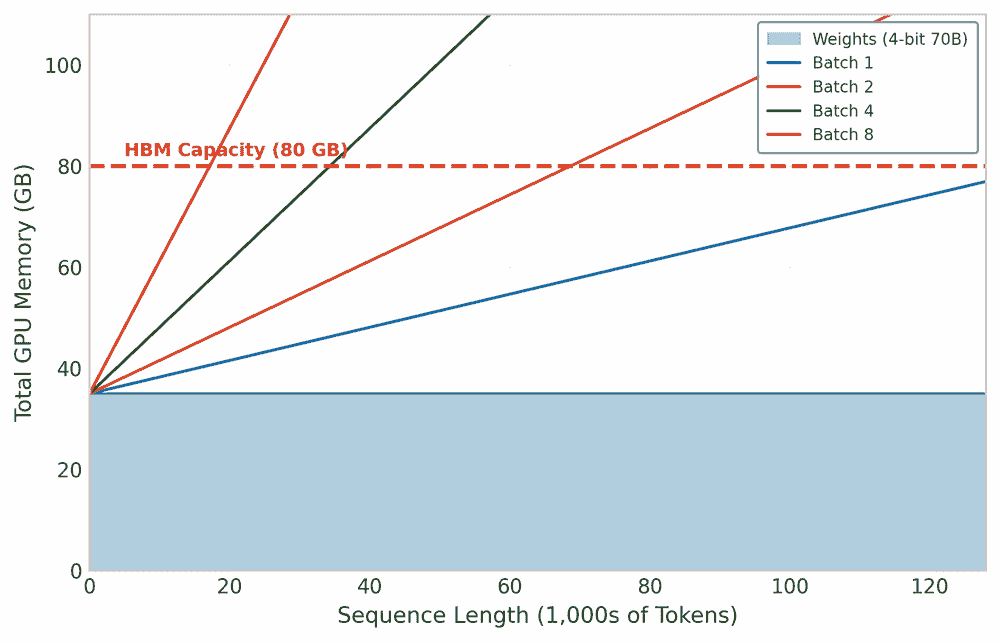 Weights (4-bit 70B)
Batch 1
Batch 2
Batch 4
Batch 8
HBM Capacity (80 GB)
Total GPU Memory (GB)
100
80
60
40
20
0
0 20 40 60 80 100 120
Sequence Length (1,000s of Tokens)